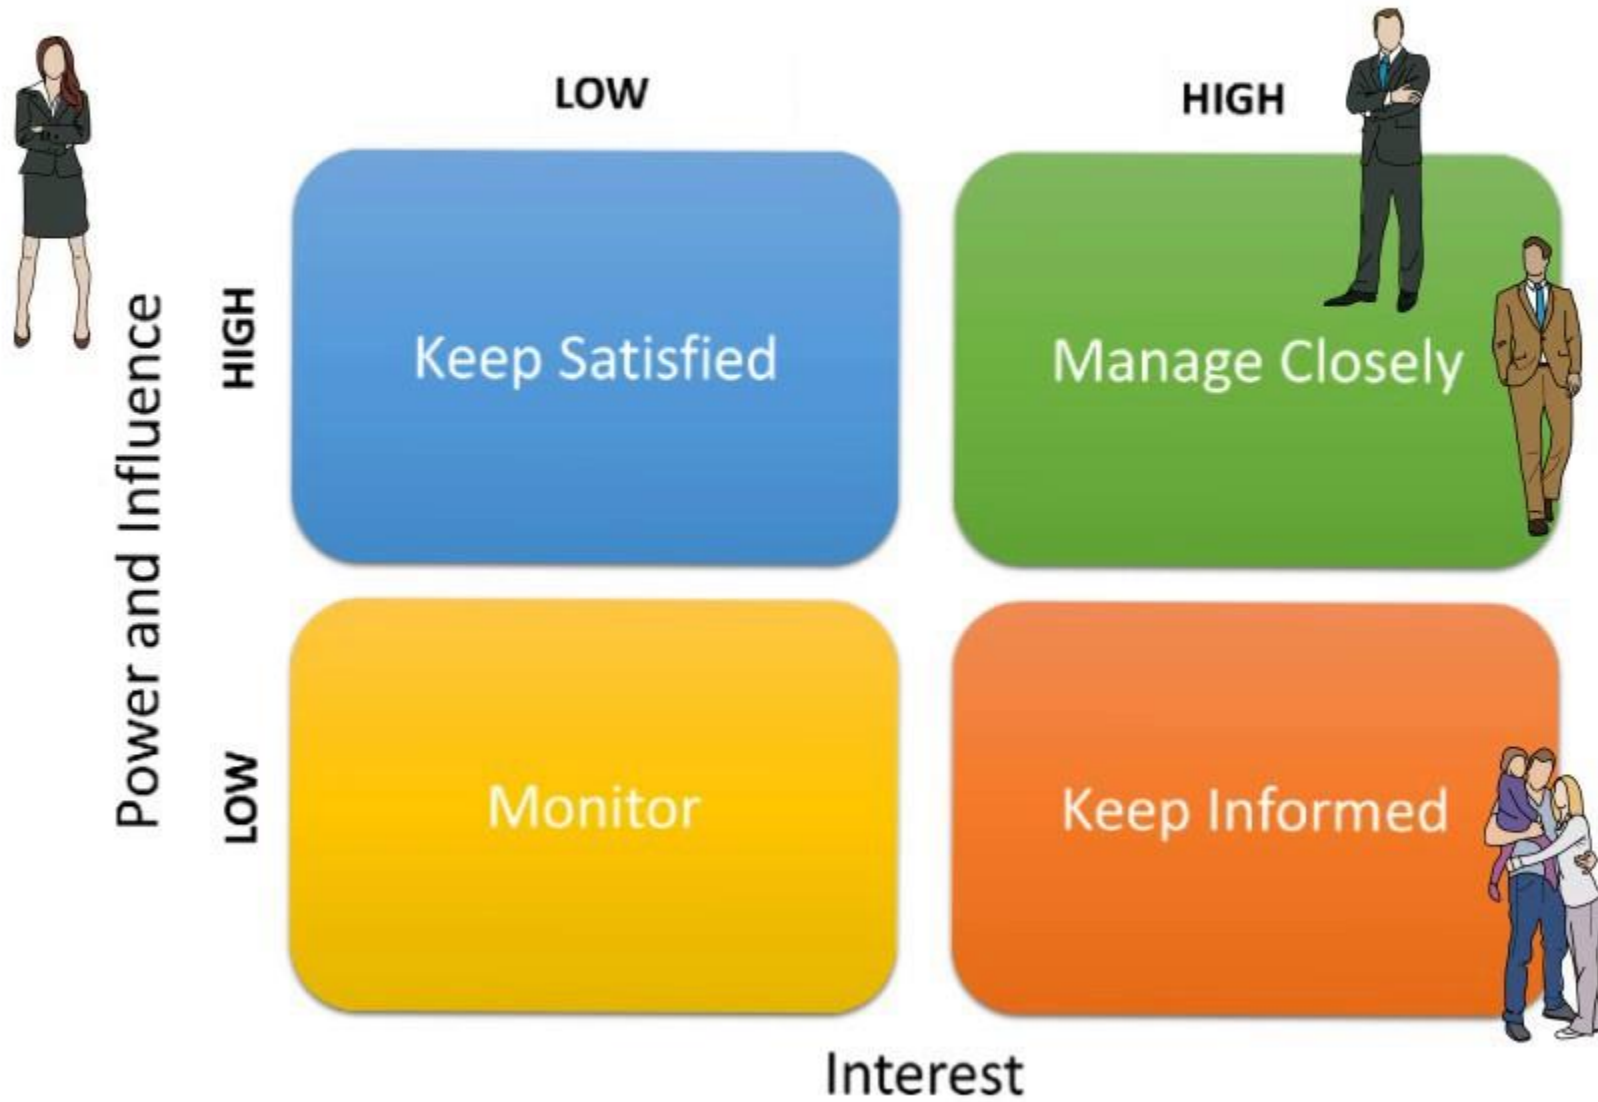 LOW
HIGH
Power and Influence
HIGH
Keep Satisfied
Manage Closely
LOW
Monitor
Keep Informed
Interest